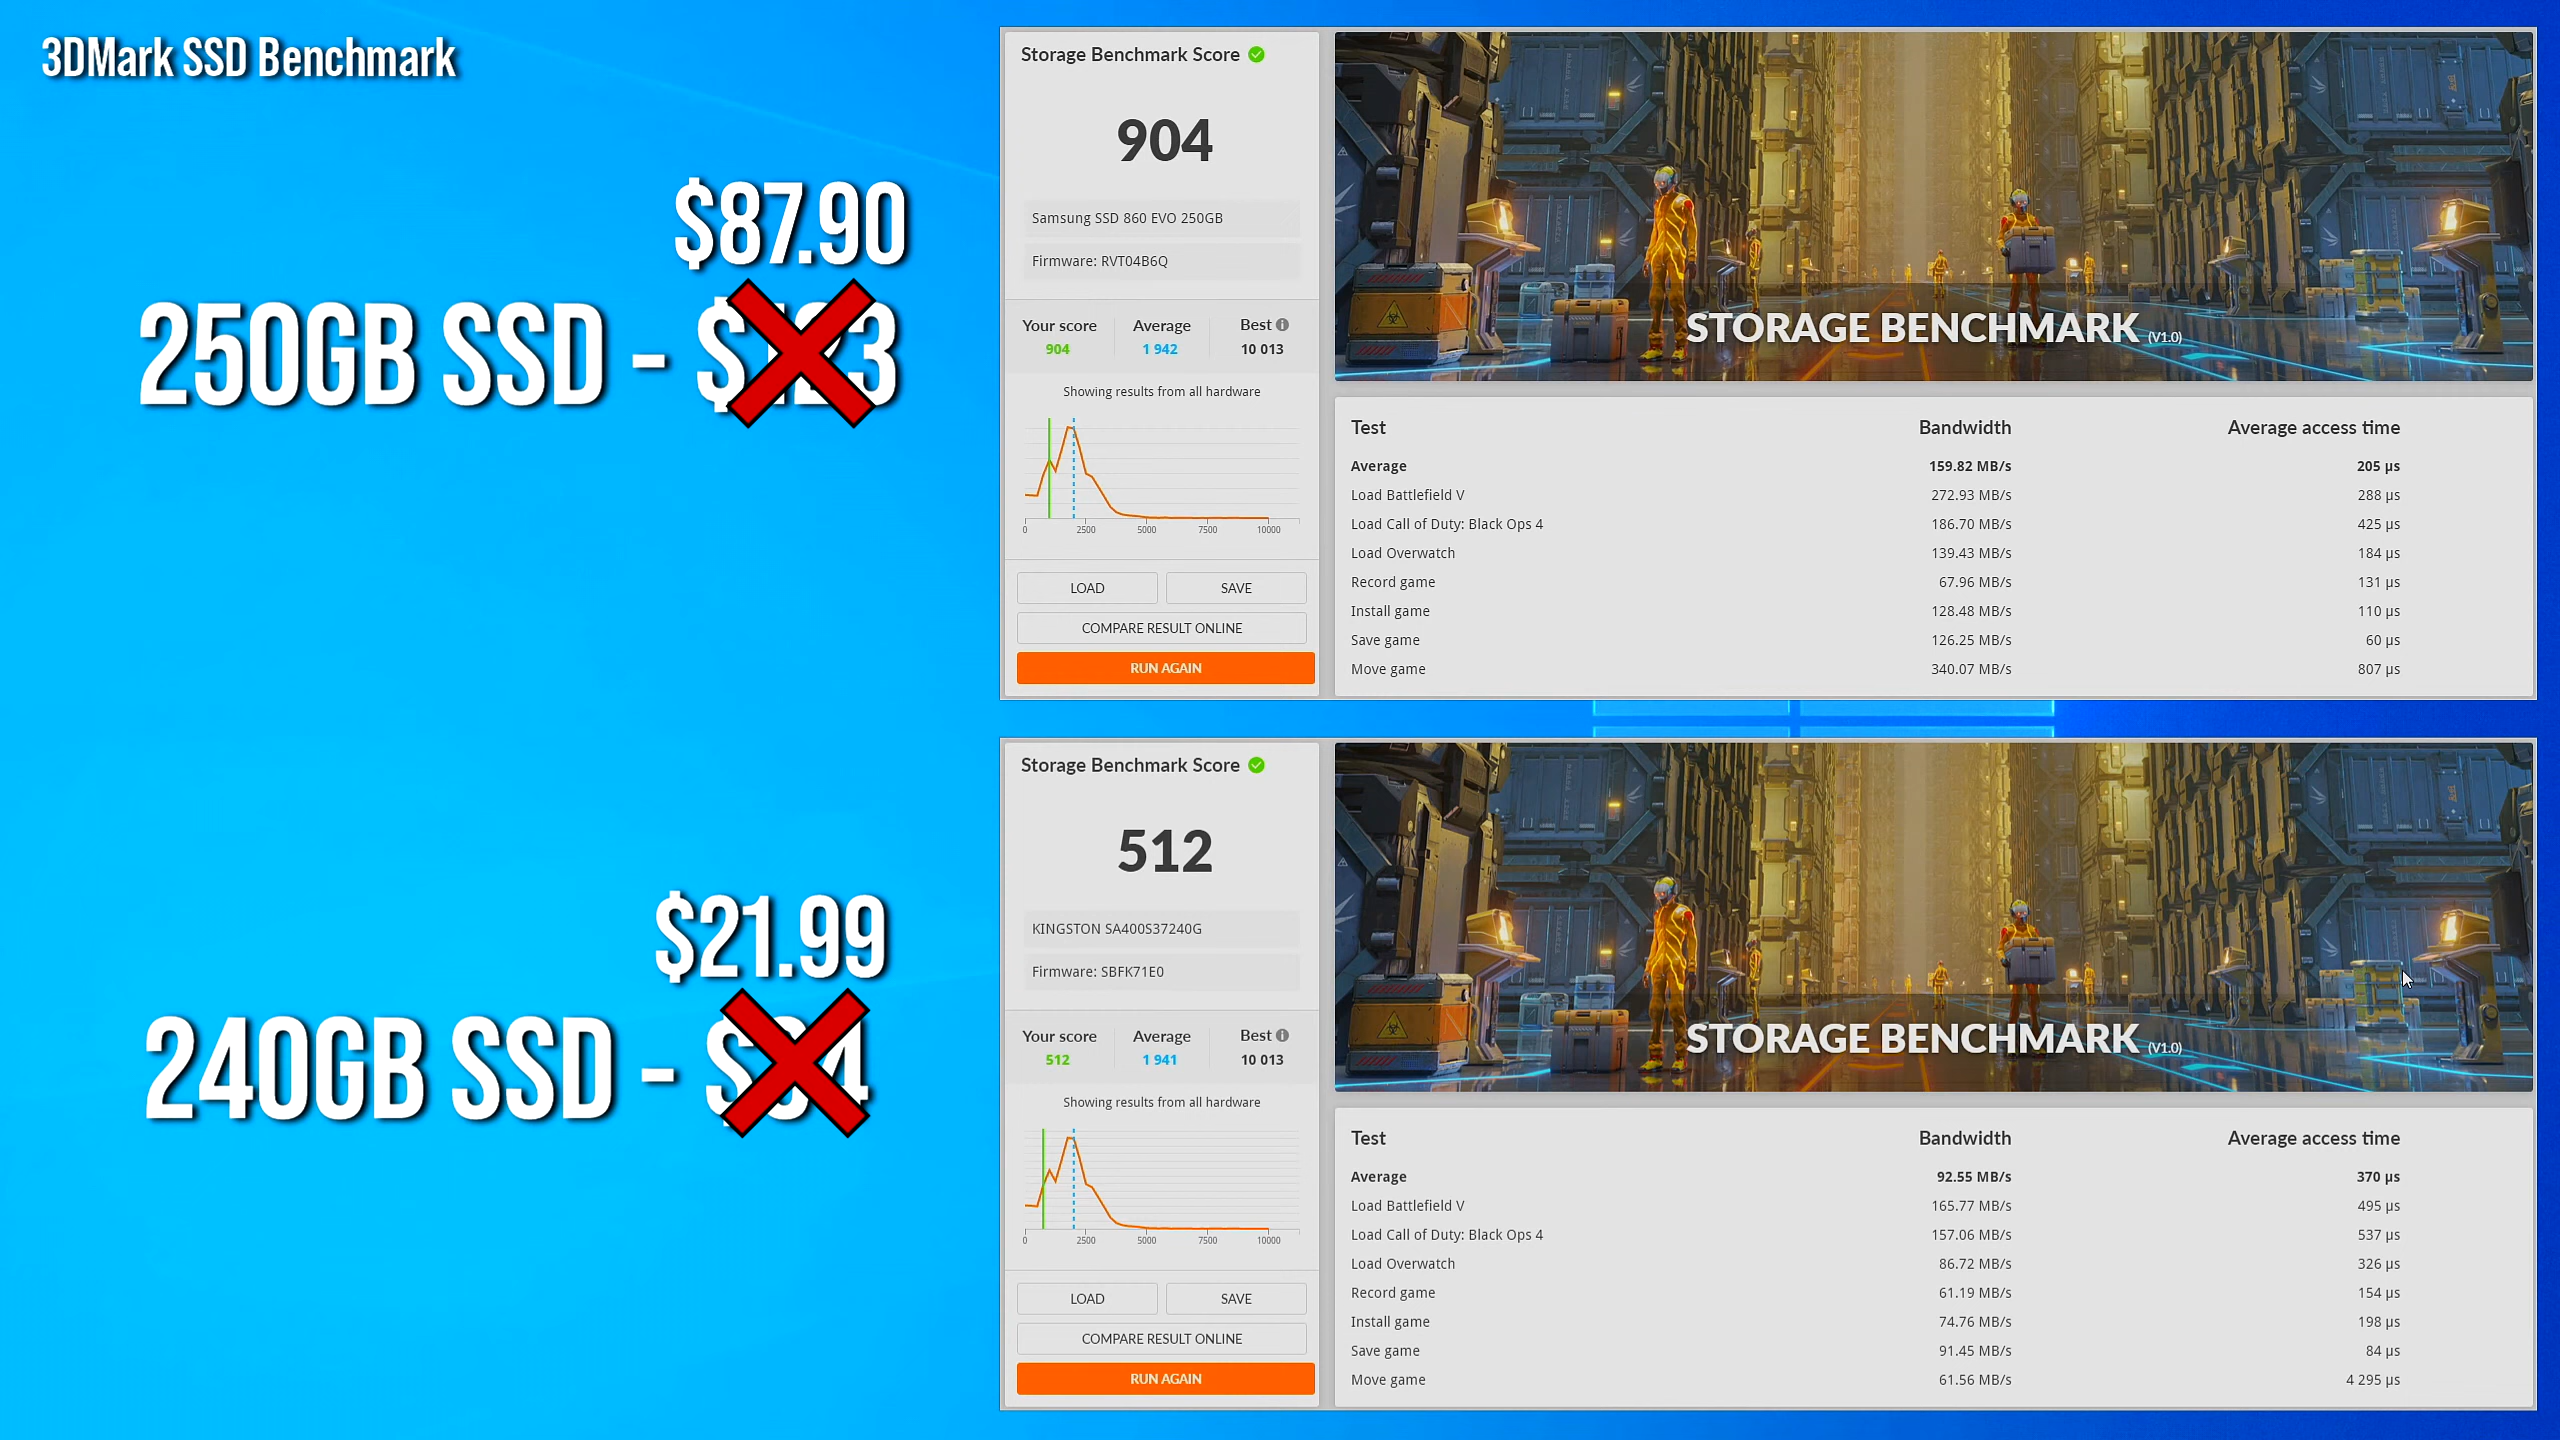 3DMark SSD Benchmark
$87.90
250GB SSD -
$21.99
240GB SSD -
Storage Benchmark Score
904
Samsung SSD 860 EVO 250GB
Firmware: RVT04B6Q
Your score Average Best
904 1 942 10 013
Showing results from all hardware
0 2500 5000 7500 10000
LOAD SAVE
COMPARE RESULT ONLINE
RUN AGAIN
STORAGE BENCHMARK (V1.0)
Test Bandwidth Average access time
Average 159.82 MB/s 205 µs
Load Battlefield V 272.93 MB/s 288 µs
Load Call of Duty: Black Ops 4 186.70 MB/s 425 µs
Load Overwatch 139.43 MB/s 184 µs
Record game 67.96 MB/s 131 µs
Install game 128.48 MB/s 110 µs
Save game 126.25 MB/s 60 µs
Move game 340.07 MB/s 807 µs
Storage Benchmark Score
512
KINGSTON SA400S37240G
Firmware: SBFK71E0
Your score Average Best
512 1 941 10 013
Showing results from all hardware
0 2500 5000 7500 10000
LOAD SAVE
COMPARE RESULT ONLINE
RUN AGAIN
STORAGE BENCHMARK (V1.0)
Test Bandwidth Average access time
Average 92.55 MB/s 370 µs
Load Battlefield V 165.77 MB/s 495 µs
Load Call of Duty: Black Ops 4 157.06 MB/s 537 µs
Load Overwatch 86.72 MB/s 326 µs
Record game 61.19 MB/s 154 µs
Install game 74.76 MB/s 198 µs
Save game 91.45 MB/s 84 µs
Move game 61.56 MB/s 4 295 µs